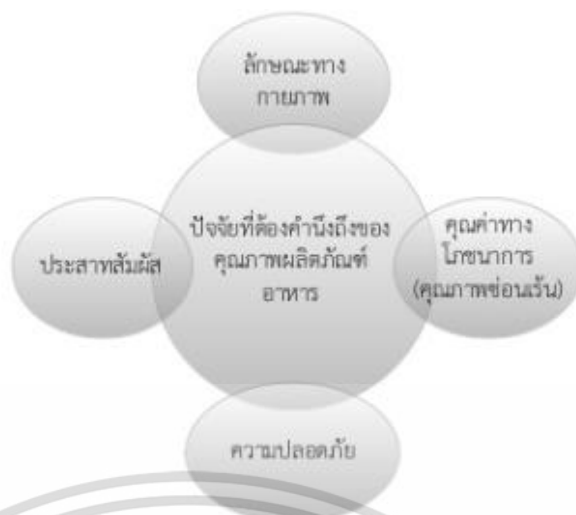 ลักษณะทาง
กายภาพ
ปัจจัยที่ต้องคำนึงถึงของ
คุณภาพผลิตภัณฑ์
อาหาร
ประสาทสัมผัส
คุณค่าทาง
โภชนาการ
(คุณภาพซ่อนเร้น)
ความปลอดภัย